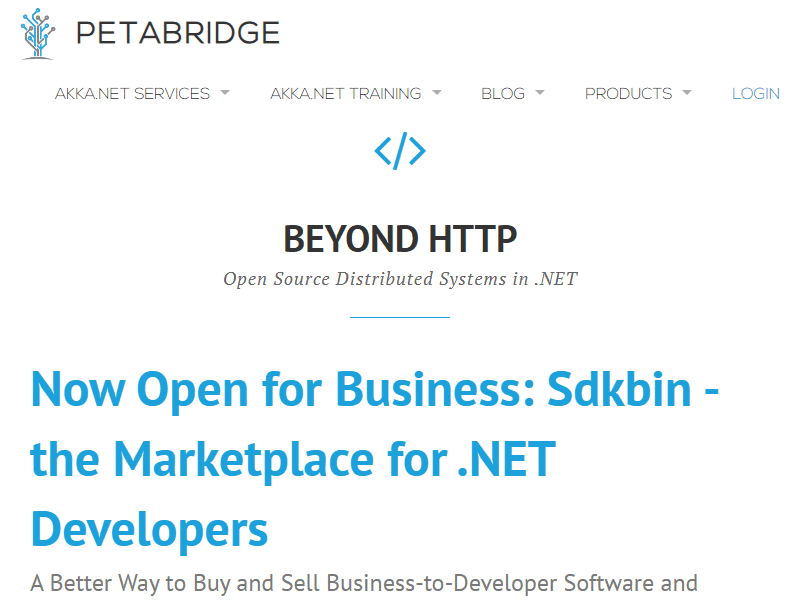 PETABRIDGE
AKKA.NET SERVICES AKKA.NET TRAINING BLOG PRODUCTS LOGIN
</>
BEYOND HTTP
Open Source Distributed Systems in .NET
Now Open for Business: Sdkbin -
the Marketplace for .NET
Developers
A Better Way to Buy and Sell Business-to-Developer Software and